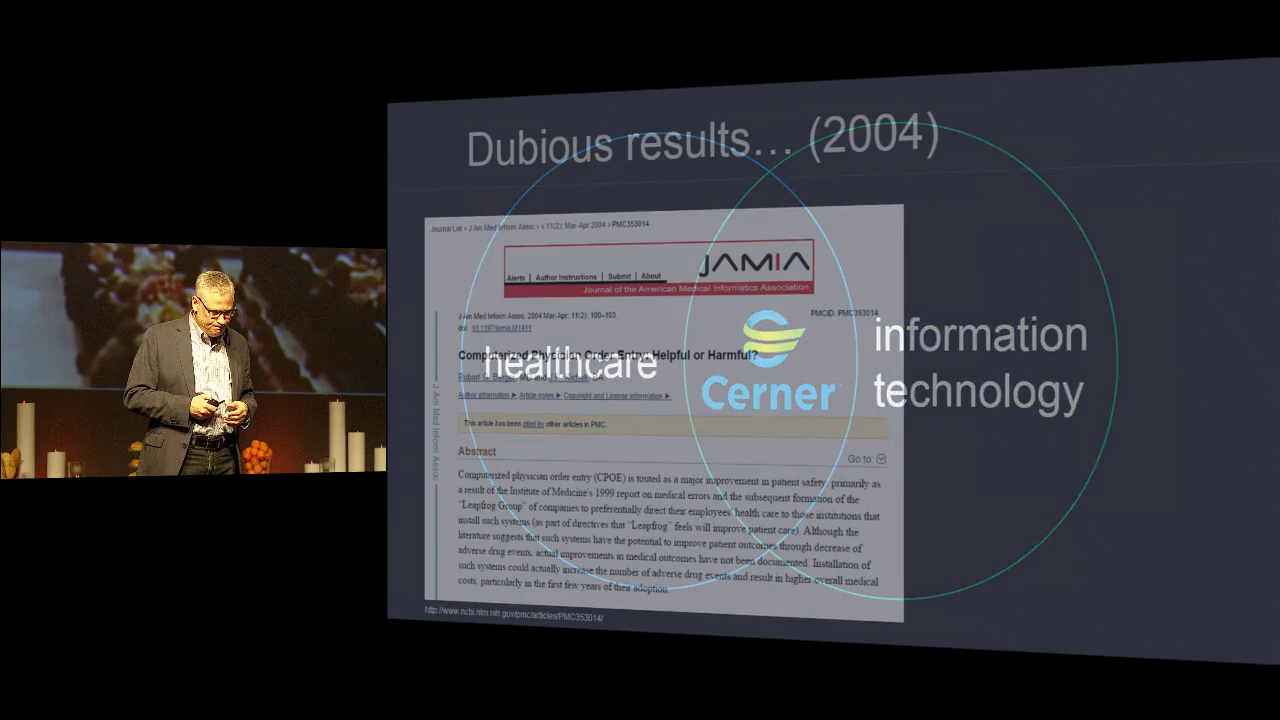 Dubious results… (2004)
Journal List > J Am Med Inform Assoc > v.11(2); Mar-Apr 2004 > PMC353014
JAMIA
Alerts | Author Instructions | Submit | About
Journal of the American Medical Informatics Association
J Am Med Inform Assoc. 2004 Mar-Apr; 11(2): 100–103.
PMCID: PMC353014
doi: 10.1197/jamia.M1411
Computerized Physician Order Entry: Helpful or Harmful?
healthcare
Cerner
information
technology
Robert G. Berger, MD and
Author information ▶ Article notes ▶ Copyright and License information ▶
This article has been cited by other articles in PMC.
J Am Med Inform Assoc
Abstract
Go to:
Computerized physician order entry (CPOE) is touted as a major improvement in patient safety, primarily as
a result of the Institute of Medicine's 1999 report on medical errors and the subsequent formation of the
“Leapfrog Group” of companies to preferentially direct their employees' health care to those institutions that
install such systems (as part of directives that “Leapfrog” feels will improve patient care). Although the
literature suggests that such systems have the potential to improve patient outcomes through decrease of
adverse drug events, actual improvements in medical outcomes have not been documented. Installation of
such systems could actually increase the number of adverse drug events and result in higher overall medical
costs, particularly in the first few years of their adoption.
http://www.ncbi.nlm.nih.gov/pmc/articles/PMC353014/